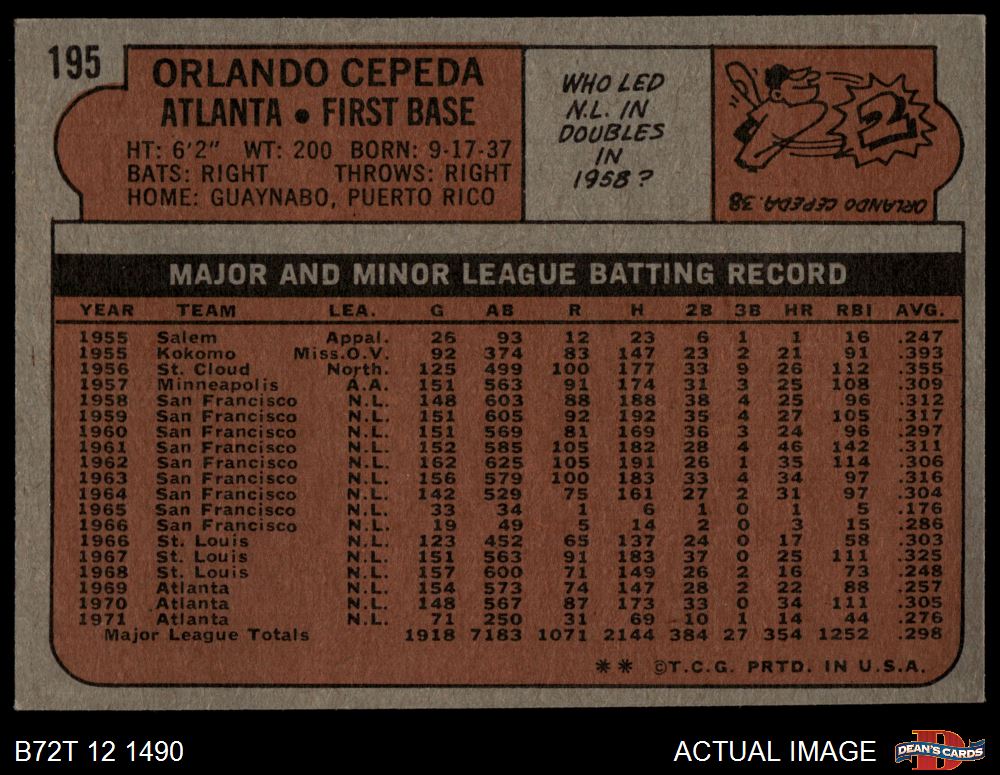 195
ORLANDO CEPEDA
ATLANTA • FIRST BASE
HT: 6'2" WT: 200 BORN: 9-17-37
BATS: RIGHT THROWS: RIGHT
HOME: GUAYNABO, PUERTO RICO
WHO LED
N.L. IN
DOUBLES
IN
1958?
2
ORLANDO CEPEDA. 38
MAJOR AND MINOR LEAGUE BATTING RECORD
YEAR TEAM LEA. G AB R H 2B 3B HR RBI AVG.
1955 Salem Appal. 26 93 12 23 6 1 1 16 .247
1955 Kokomo Miss.O.V. 92 374 83 147 23 2 21 91 .393
1956 St. Cloud North. 125 499 100 177 33 9 26 112 .355
1957 Minneapolis A.A. 151 563 91 174 31 3 25 108 .309
1958 San Francisco N.L. 148 603 88 188 38 4 25 96 .312
1959 San Francisco N.L. 151 605 92 192 35 4 27 105 .317
1960 San Francisco N.L. 151 569 81 169 36 3 24 96 .297
1961 San Francisco N.L. 152 585 105 182 28 4 46 142 .311
1962 San Francisco N.L. 162 625 105 191 26 1 35 114 .306
1963 San Francisco N.L. 156 579 100 183 33 4 34 97 .316
1964 San Francisco N.L. 142 529 75 161 27 2 31 97 .304
1965 San Francisco N.L. 33 34 1 6 1 0 1 5 .176
1966 San Francisco N.L. 19 49 5 14 2 0 3 15 .286
1966 St. Louis N.L. 123 452 65 137 24 0 17 58 .303
1967 St. Louis N.L. 151 563 91 183 37 0 25 111 .325
1968 St. Louis N.L. 157 600 71 149 26 2 16 73 .248
1969 Atlanta N.L. 154 573 74 147 28 2 22 88 .257
1970 Atlanta N.L. 148 567 87 173 33 0 34 111 .305
1971 Atlanta N.L. 71 250 31 69 10 1 14 44 .276
Major League Totals 1918 7183 1071 2144 384 27 354 1252 .298
** ©T.C.G. PRTD. IN U.S.A.
B72T 12 1490
ACTUAL IMAGE
D
DEAN'S CARDS